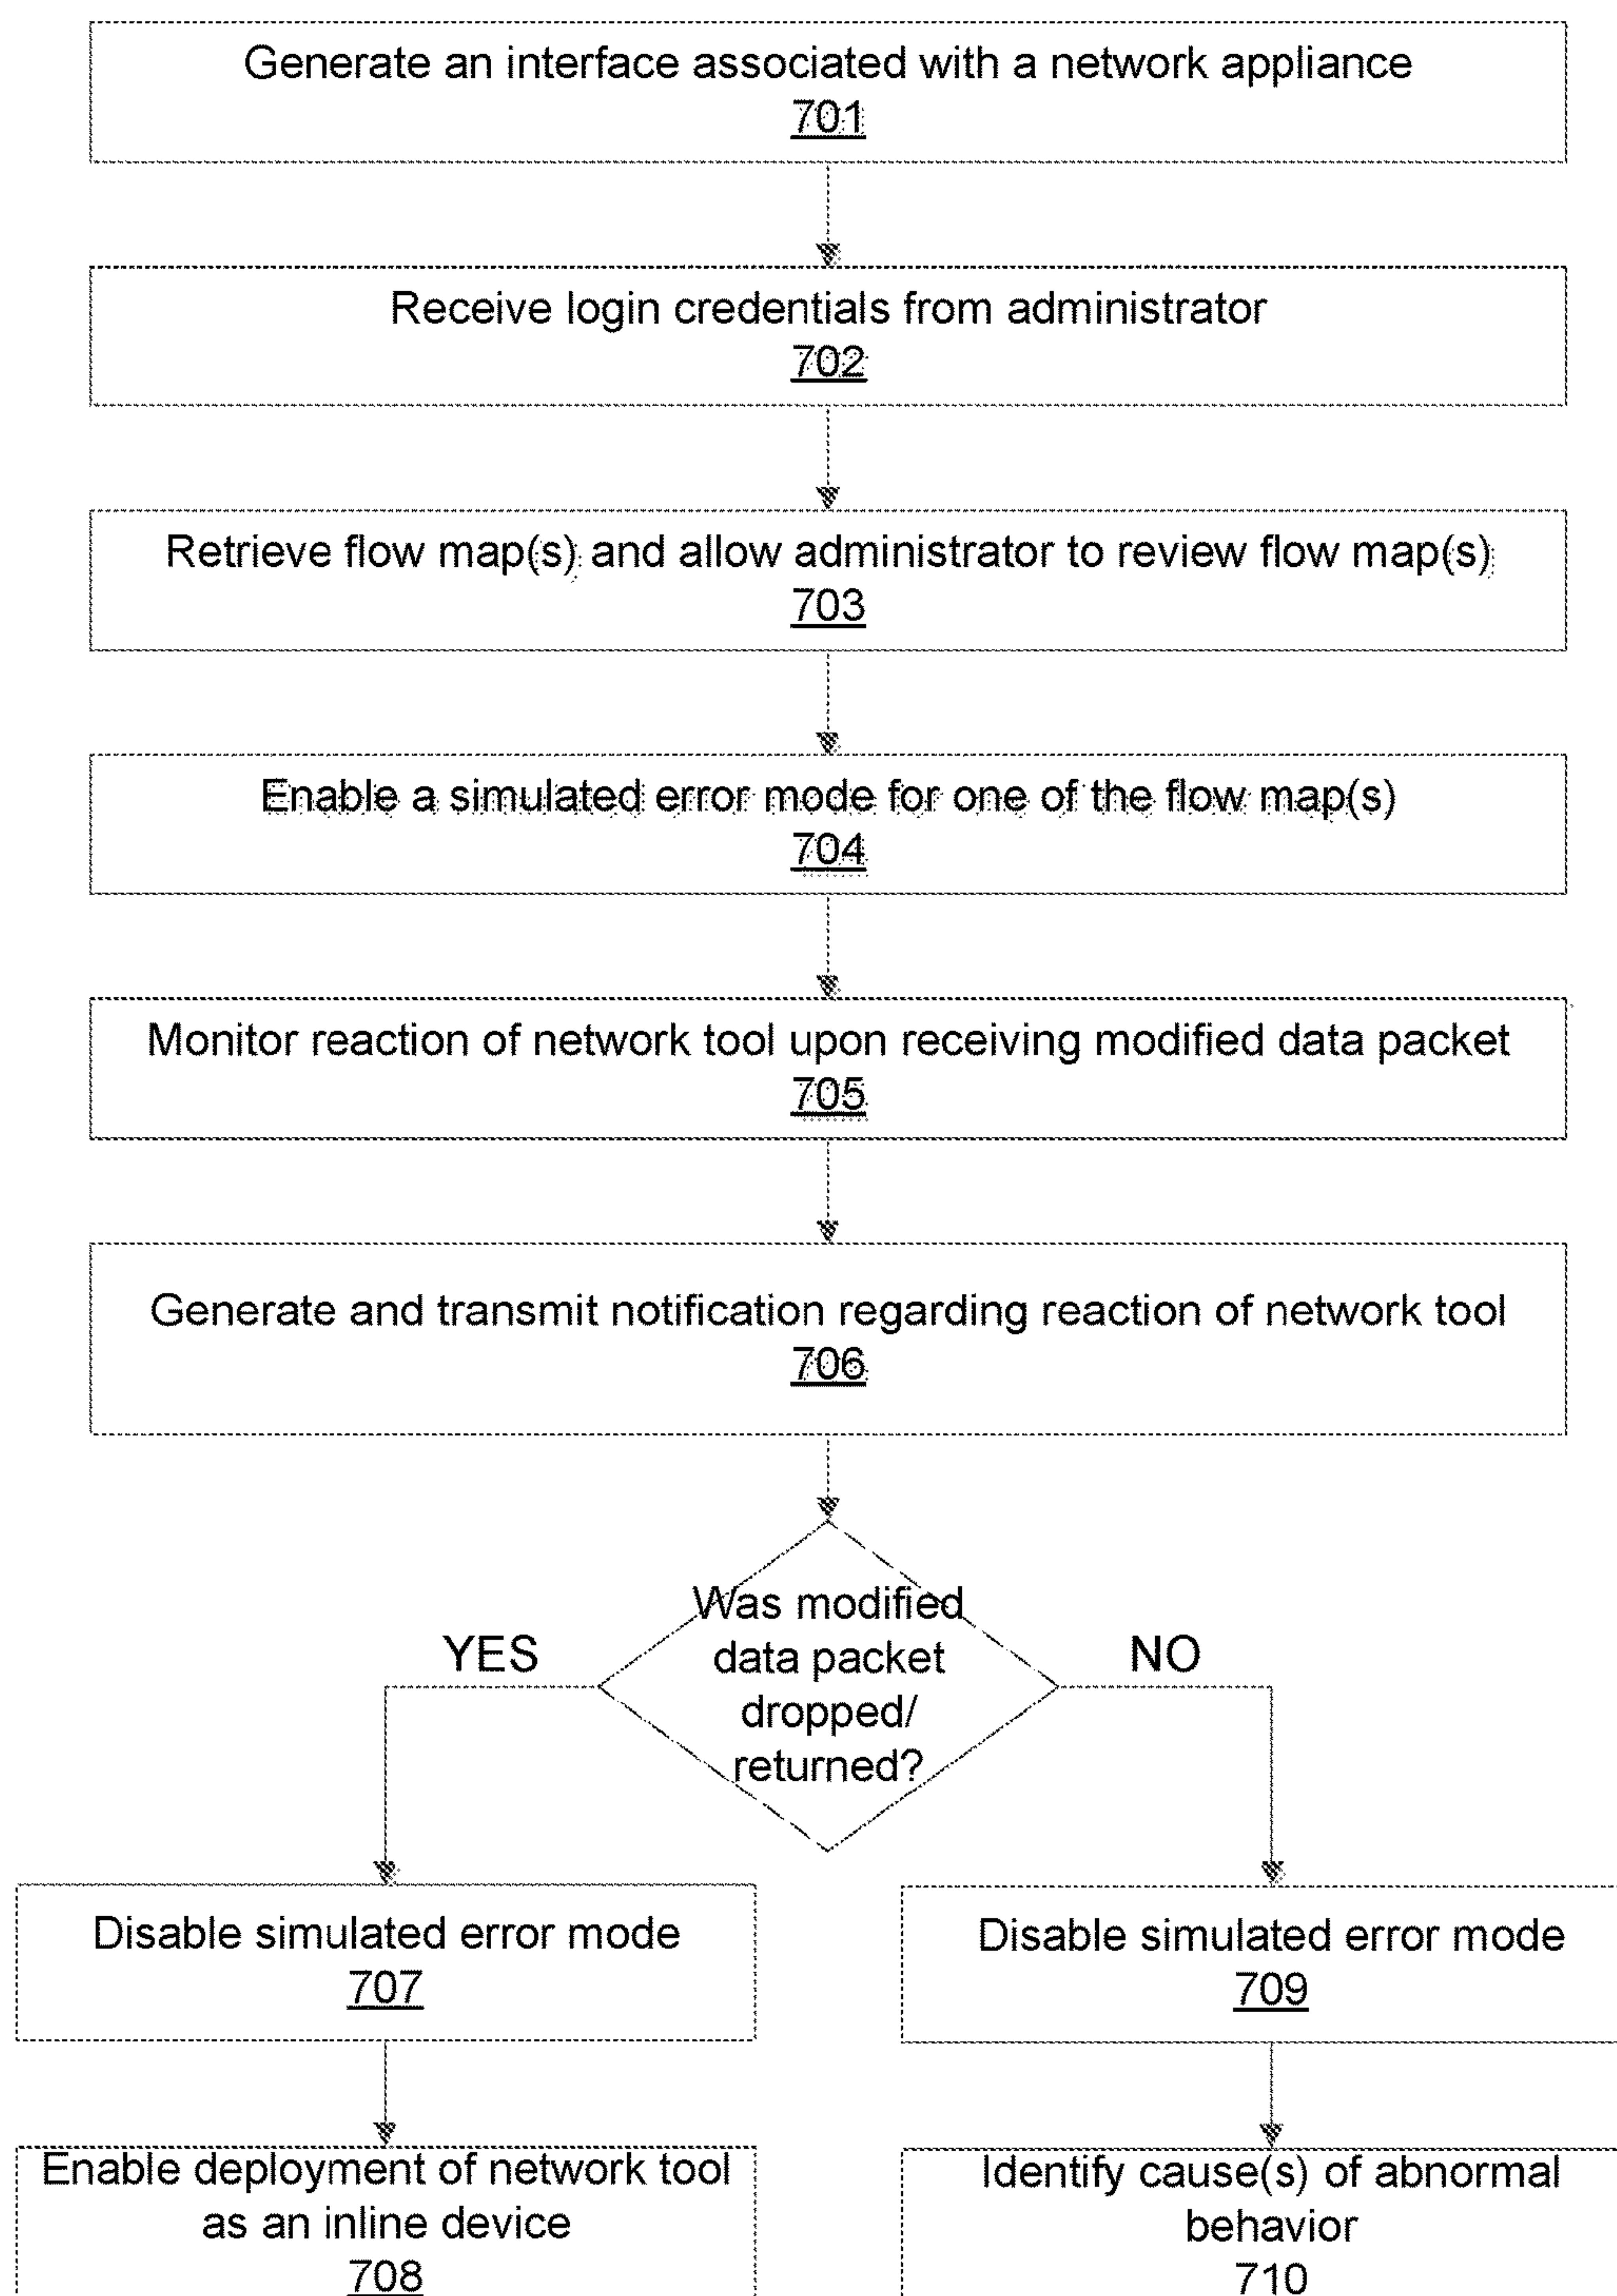 Generate an interface associated with a network appliance
701
Receive login credentials from administrator
702
Retrieve flow map(s) and allow administrator to review flow map(s)
703
Enable a simulated error mode for one of the flow map(s)
704
Monitor reaction of network tool upon receiving modified data packet
705
Generate and transmit notification regarding reaction of network tool
706
Was modified
data packet
dropped/
returned?
YES
NO
Disable simulated error mode
707
Disable simulated error mode
709
Enable deployment of network tool
as an inline device
708
Identify cause(s) of abnormal
behavior
710